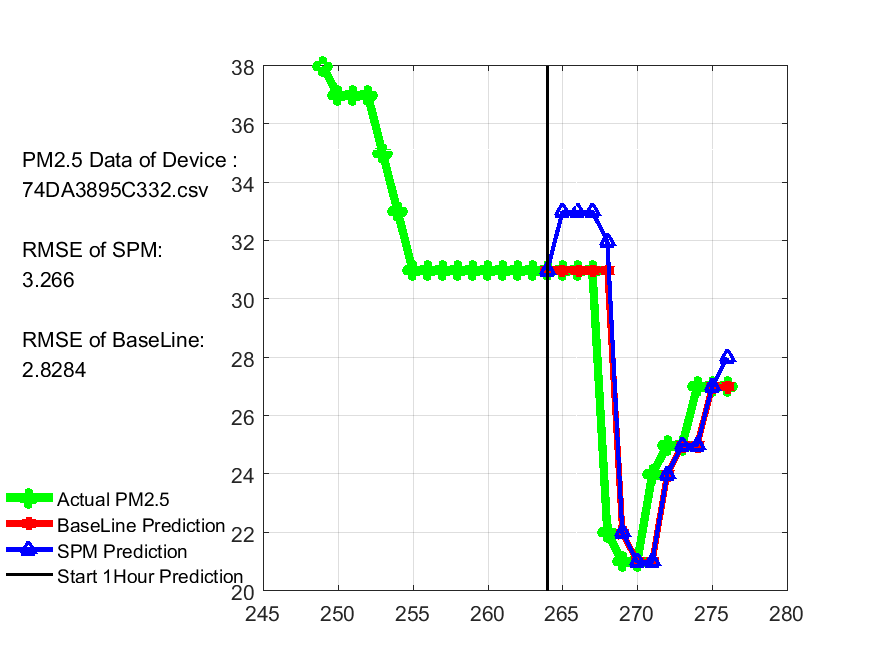 PM2.5 Data of Device :
74DA3895C332.csv
RMSE of SPM:
3.266
RMSE of BaseLine:
2.8284
Actual PM2.5
BaseLine Prediction
SPM Prediction
Start 1Hour Prediction
38
36
34
32
30
28
26
24
22
20
245 250 255 260 265 270 275 280